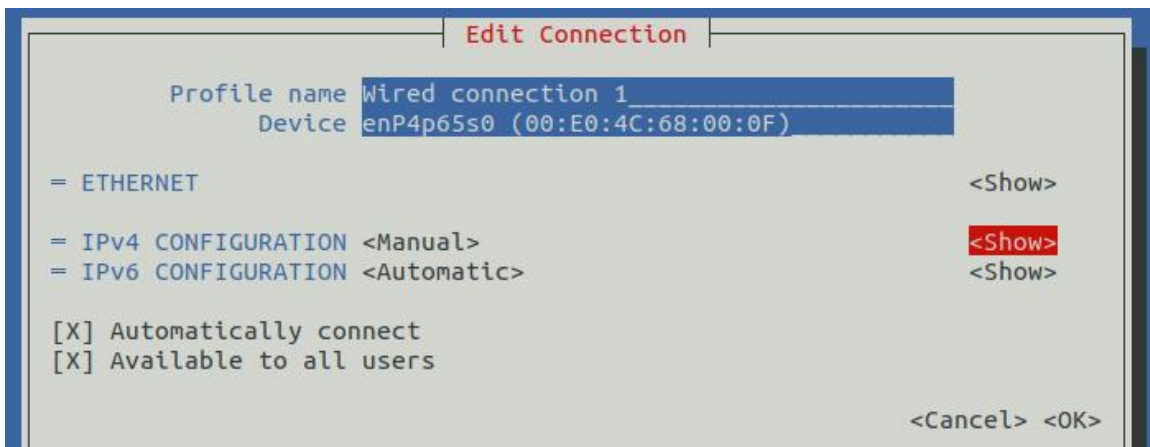 Edit Connection
Profile name Wired connection 1
Device enP4p65s0 (00:E0:4C:68:00:0F)
= ETHERNET <Show>
= IPv4 CONFIGURATION <Manual> <Show>
= IPv6 CONFIGURATION <Automatic> <Show>
[X] Automatically connect
[X] Available to all users
<Cancel> <OK>